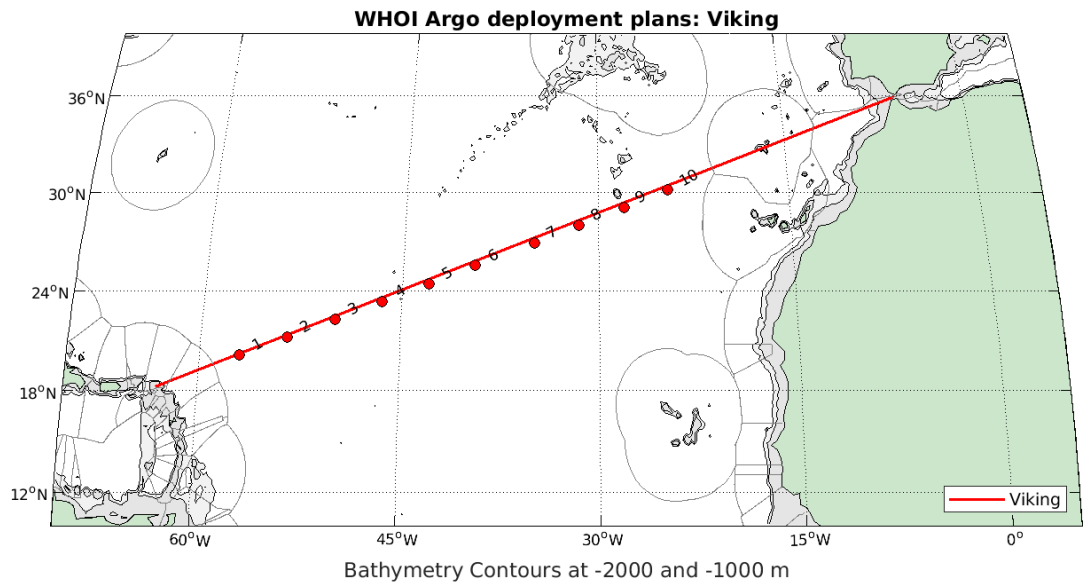 WHOI Argo deployment plans: Viking
36°N
30°N
24°N
18°N
12°N
1
2
3
4
5
6
7
8
9
10
Viking
60°W
45°W
30°W
15°W
0°
Bathymetry Contours at -2000 and -1000 m